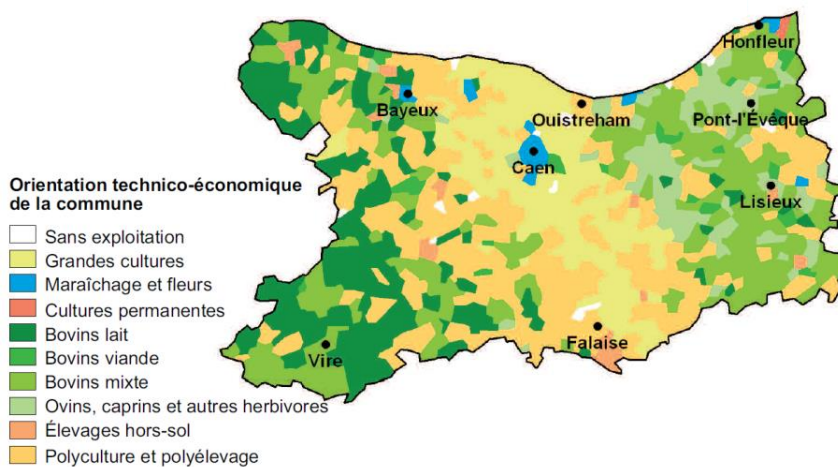 Honfleur
Bayeux
Ouistreham
Pont-l'Évêque
Caen
Lisieux
Falaise
Vire
Orientation technico-économique
de la commune
Sans exploitation
Grandes cultures
Maraîchage et fleurs
Cultures permanentes
Bovins lait
Bovins viande
Bovins mixte
Ovins, caprins et autres herbivores
Élevages hors-sol
Polyculture et polyélevage